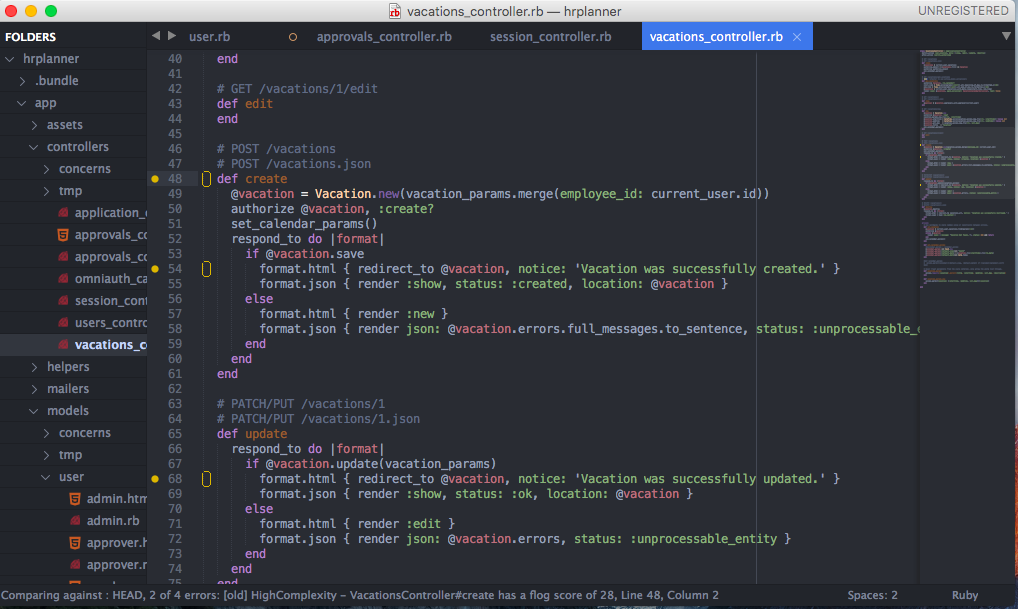 vacations_controller.rb — hrplanner
UNREGISTERED
FOLDERS
hrplanner
.bundle
app
assets
controllers
concerns
tmp
application_
approvals_co
approvals_co
omniauth_ca
session_cont
users_contro
vacations_co
helpers
mailers
models
concerns
tmp
user
admin.htm
admin.rb
approver.h
approver.r
user.rb
approvals_controller.rb
session_controller.rb
vacations_controller.rb
40 end
41
42 # GET /vacations/1/edit
43 def edit
44 end
45
46 # POST /vacations
47 # POST /vacations.json
48 def create
49 @vacation = Vacation.new(vacation_params.merge(employee_id: current_user.id))
50 authorize @vacation, :create?
51 set_calendar_params()
52 respond_to do |format|
53 if @vacation.save
54 format.html { redirect_to @vacation, notice: 'Vacation was successfully created.' }
55 format.json { render :show, status: :created, location: @vacation }
56 else
57 format.html { render :new }
58 format.json { render json: @vacation.errors.full_messages.to_sentence, status: :unprocessable_e
59 end
60 end
61 end
62
63 # PATCH/PUT /vacations/1
64 # PATCH/PUT /vacations/1.json
65 def update
66 respond_to do |format|
67 if @vacation.update(vacation_params)
68 format.html { redirect_to @vacation, notice: 'Vacation was successfully updated.' }
69 format.json { render :show, status: :ok, location: @vacation }
70 else
71 format.html { render :edit }
72 format.json { render json: @vacation.errors, status: :unprocessable_entity }
73 end
74 end
75 end
Comparing against : HEAD, 2 of 4 errors: [old] HighComplexity - VacationsController#create has a flog score of 28, Line 48, Column 2
Spaces: 2
Ruby